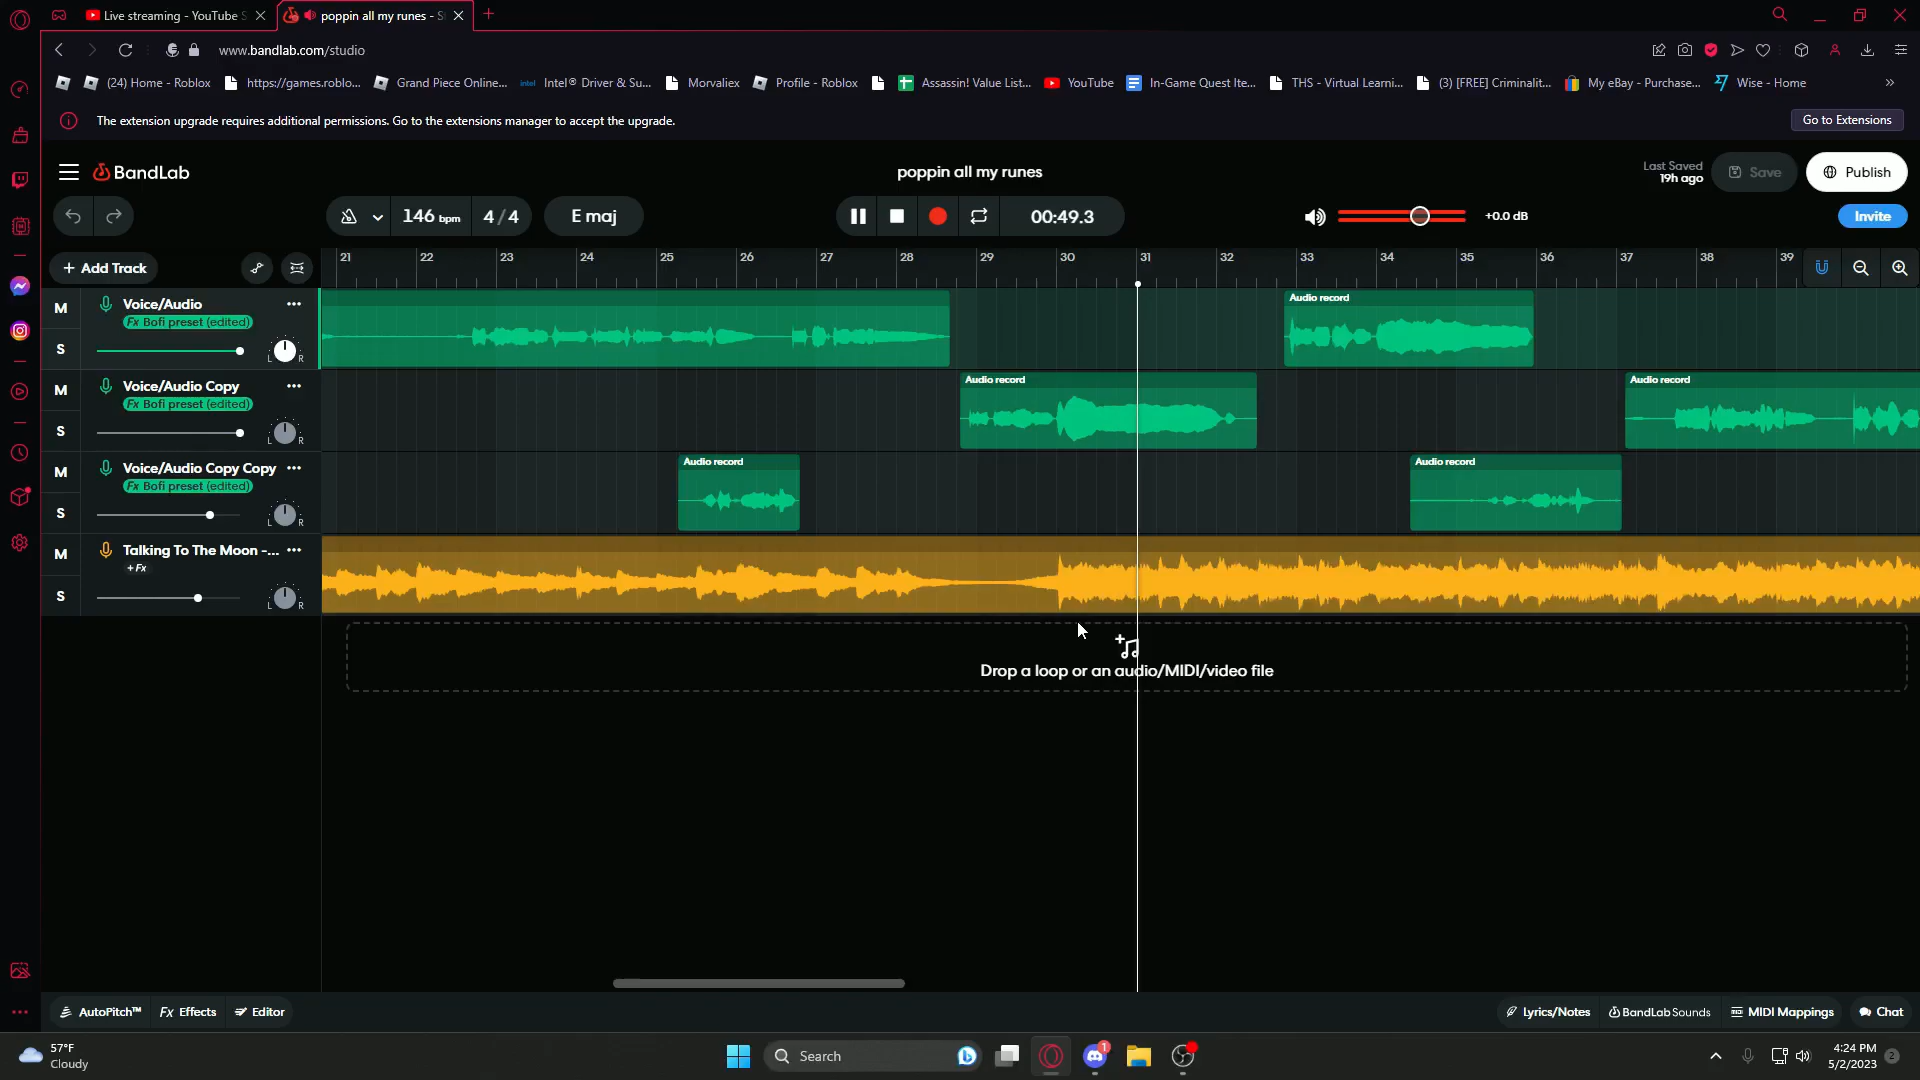 Live streaming - YouTube S
poppin all my runes - S
www.bandlab.com/studio
(24) Home - Roblox
https://games.roblo...
Grand Piece Online...
intel
Intel® Driver & Su...
Morvaliex
Profile - Roblox
Assassin! Value List...
YouTube
In-Game Quest Ite...
THS - Virtual Learni...
(3) [FREE] Criminalit...
My eBay - Purchase...
Wise - Home
»
The extension upgrade requires additional permissions. Go to the extensions manager to accept the upgrade.
Go to Extensions
BandLab
poppin all my runes
Last Saved
19h ago
Save
Publish
146 bpm
4/4
E maj
00:49.3
+0.0 dB
Invite
+ Add Track
21 22 23 24 25 26 27 28 29 30 31 32 33 34 35 36 37 38 39
M
Voice/Audio
Fx Bofi preset (edited)
S
L R
Audio record
M
Voice/Audio Copy
Fx Bofi preset (edited)
S
L R
Audio record
Audio record
M
Voice/Audio Copy Copy
Fx Bofi preset (edited)
S
L R
Audio record
Audio record
M
Talking To The Moon -...
+Fx
S
L R
Drop a loop or an audio/MIDI/video file
AutoPitch™
Fx Effects
Editor
Lyrics/Notes
BandLab Sounds
MIDI Mappings
Chat
57°F
Cloudy
Search
1
4:24 PM
5/2/2023
2